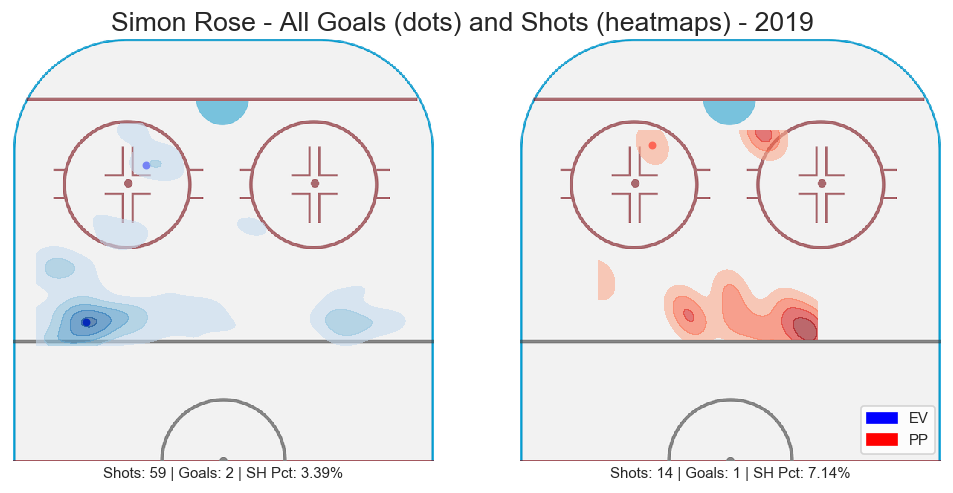 Simon Rose - All Goals (dots) and Shots (heatmaps) - 2019
EV
PP
Shots: 59 | Goals: 2 | SH Pct: 3.39%
Shots: 14 | Goals: 1 | SH Pct: 7.14%